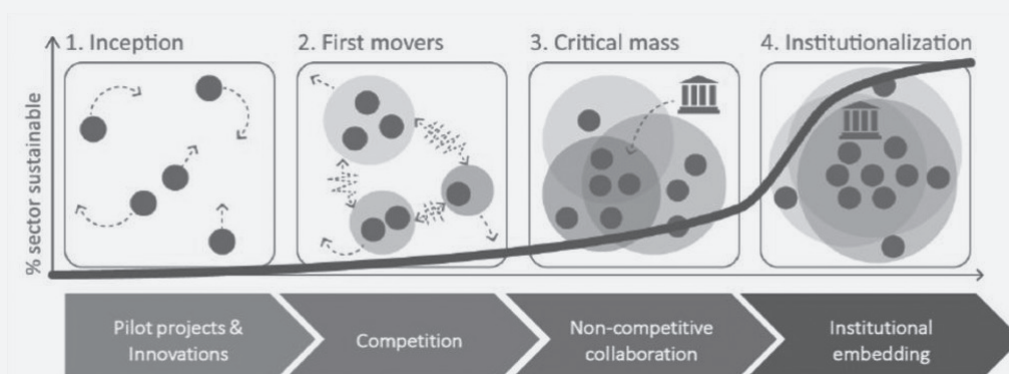 1. Inception
2. First movers
3. Critical mass
4. Institutionalization
% sector sustainable
Pilot projects &
Innovations
Competition
Non-competitive
collaboration
Institutional
embedding